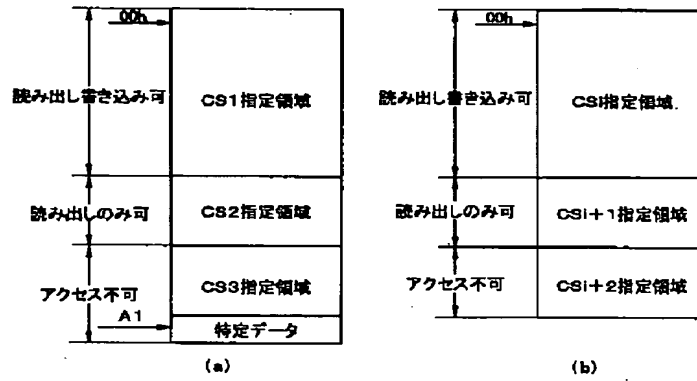 00h
読み出し書き込み可
CS1指定領域
読み出しのみ可
CS2指定領域
アクセス不可
CS3指定領域
A1
特定データ
(a)
00h
読み出し書き込み可
CSi指定領域
読み出しのみ可
CSi+1指定領域
アクセス不可
CSi+2指定領域
(b)